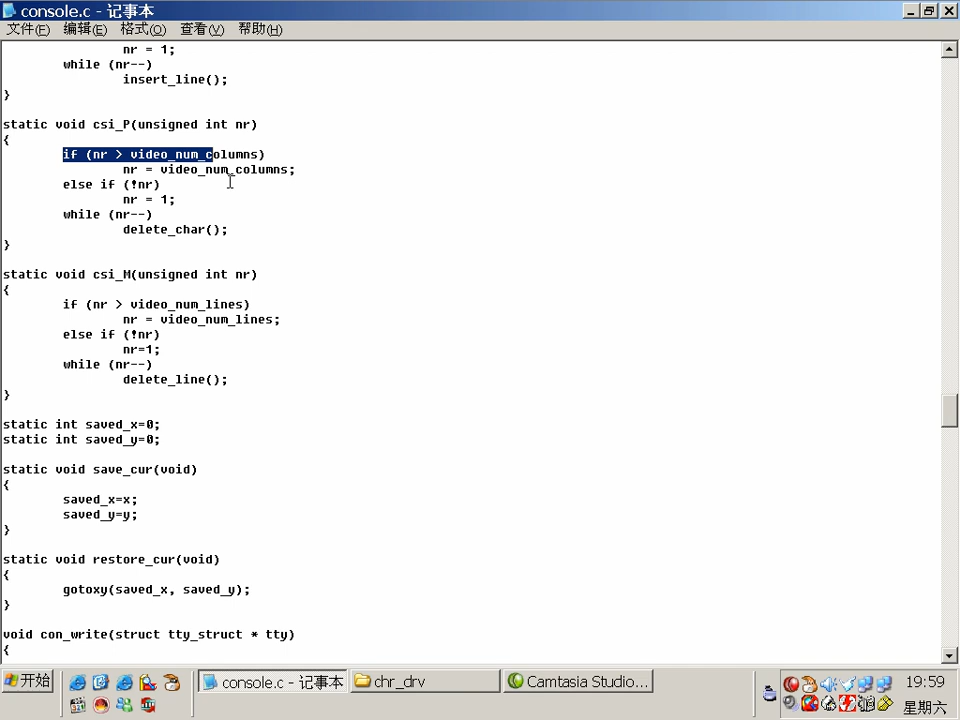 console.c - 记事本
文件(F) 编辑(E) 格式(O) 查看(V) 帮助(H)
nr = 1;
while (nr--)
insert_line();
}
static void csi_P(unsigned int nr)
{
if (nr > video_num_columns)
nr = video_num_columns;
else if (!nr)
nr = 1;
while (nr--)
delete_char();
}
static void csi_M(unsigned int nr)
{
if (nr > video_num_lines)
nr = video_num_lines;
else if (!nr)
nr=1;
while (nr--)
delete_line();
}
static int saved_x=0;
static int saved_y=0;
static void save_cur(void)
{
saved_x=x;
saved_y=y;
}
static void restore_cur(void)
{
gotoxy(saved_x, saved_y);
}
void con_write(struct tty_struct * tty)
{
开始 console.c - 记事本 chr_drv Camtasia Studio... 19:59
星期六